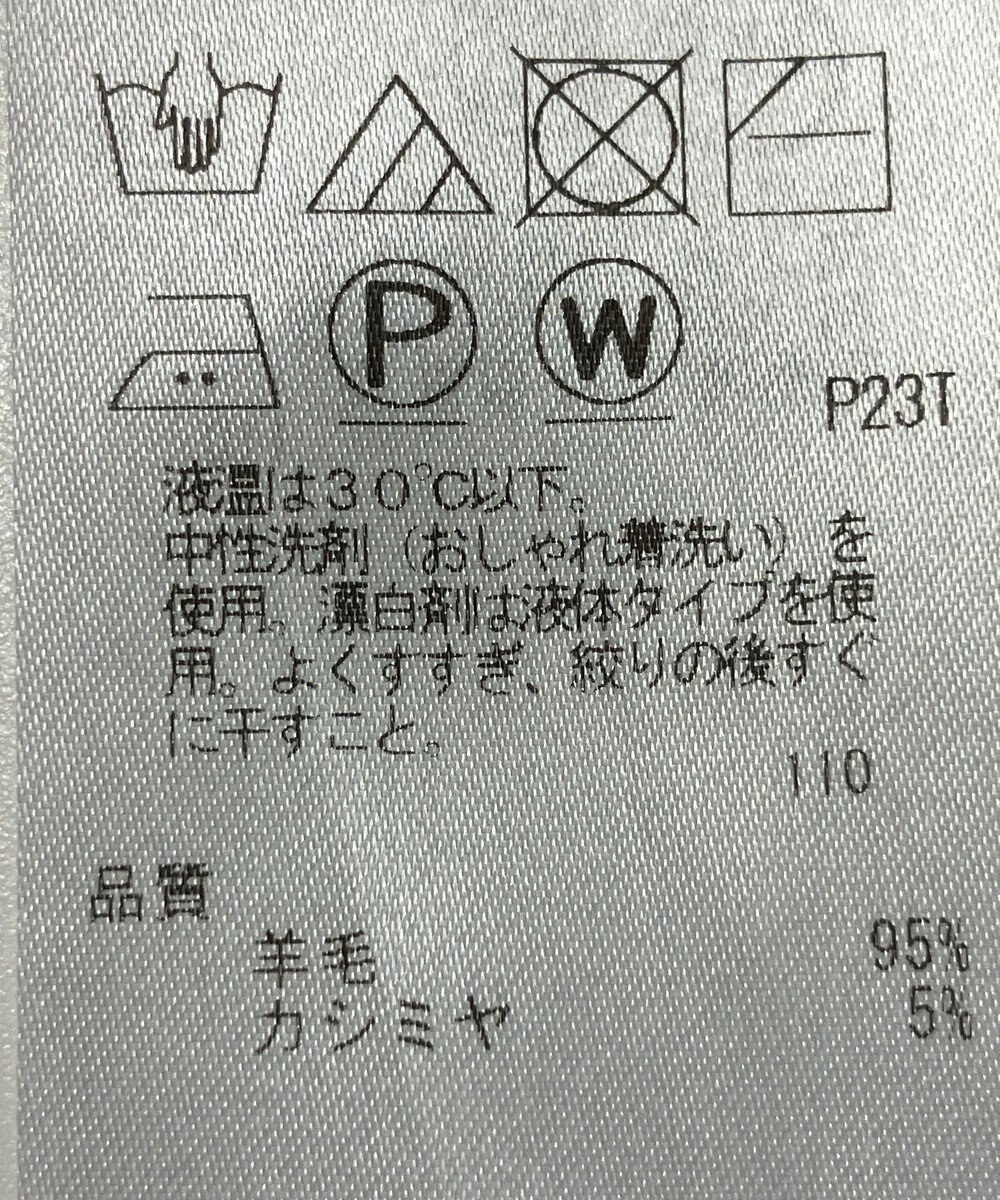 P W
P23T
液温は30℃以下。
中性洗剤（おしゃれ着洗い）を
使用。漂白剤は液体タイプを使
用。よくすすぎ、絞りの後すぐ
に干すこと。
110
品質
羊毛 95%
カシミヤ 5%